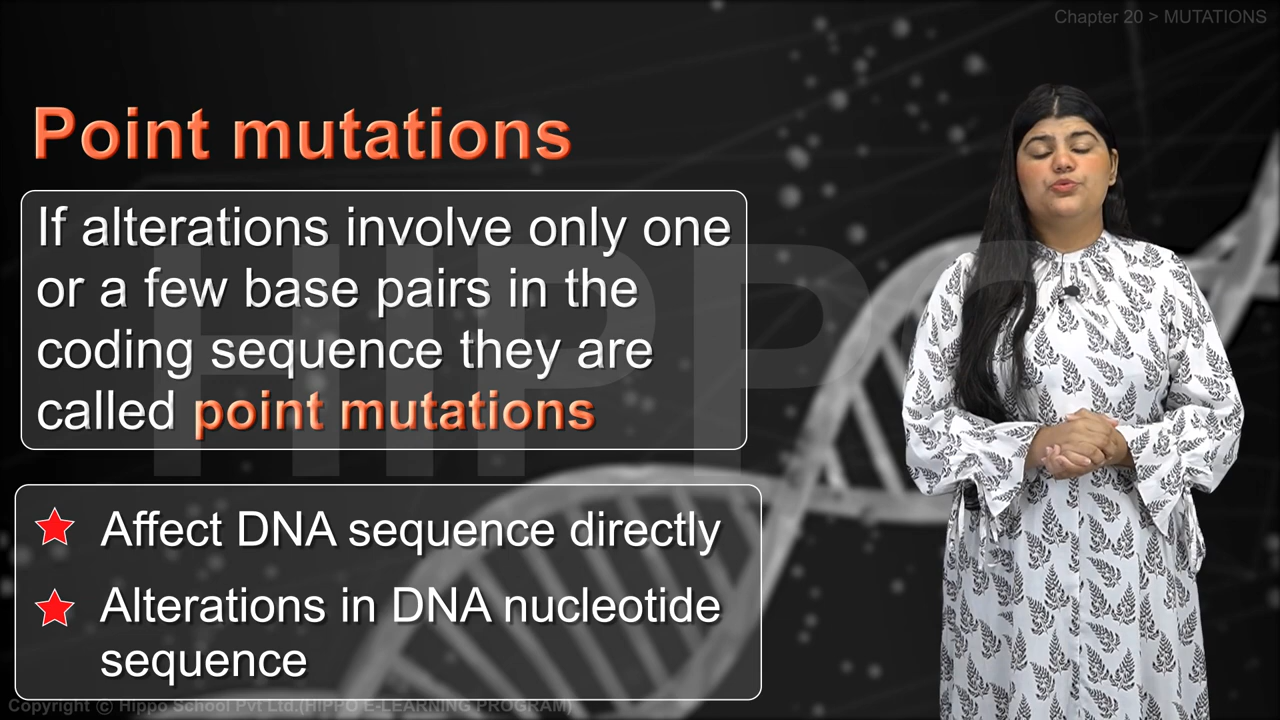 Chapter 20 > MUTATIONS
Point mutations
If alterations involve only one
or a few base pairs in the
coding sequence they are
called point mutations
Affect DNA sequence directly
Alterations in DNA nucleotide
sequence
HIPPO
Copyright © Hippo School Pvt Ltd.(HIPPO E-LEARNING PROGRAM)